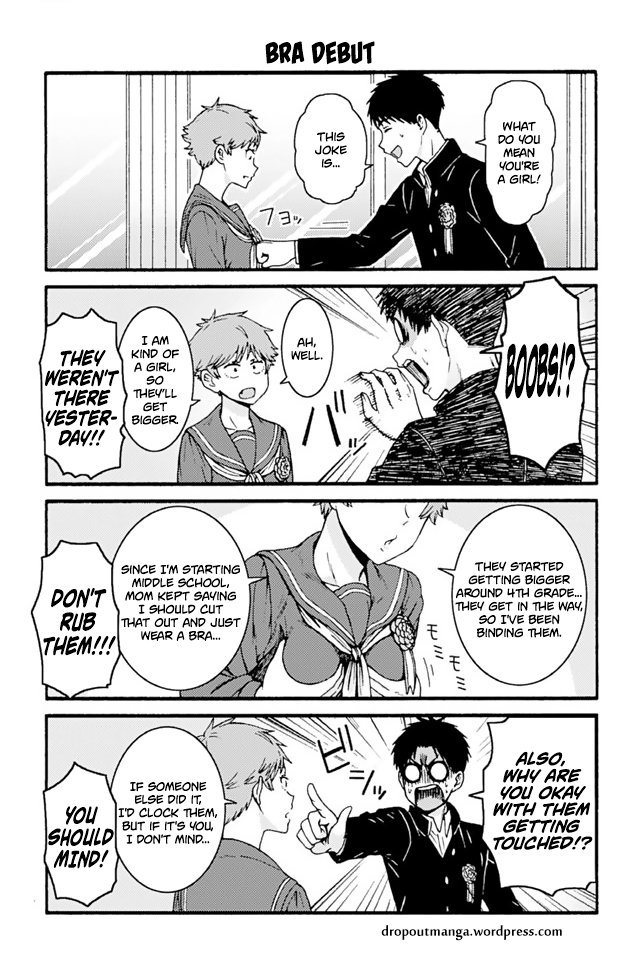 BRA DEBUT
WHAT DO
YOU
MEAN
YOU'RE
A GIRL!
THIS
JOKE
IS...
フヨッ
BOOBS!?
AH,
WELL.
I AM
KIND OF
A GIRL,
SO
THEY'LL
GET
BIGGER.
THEY
WEREN'T
THERE
YESTER-
DAY!!
THEY STARTED
GETTING BIGGER
AROUND 4TH GRADE...
THEY GET IN THE WAY,
SO I'VE BEEN
BINDING THEM.
モミ
モミ
SINCE I'M STARTING
MIDDLE SCHOOL,
MOM KEPT SAYING
I SHOULD CUT
THAT OUT AND JUST
WEAR A BRA...
DON'T
RUB
THEM!!!
ALSO,
WHY ARE
YOU OKAY
WITH THEM
GETTING
TOUCHED!?
ビシッ
IF SOMEONE
ELSE DID IT,
I'D CLOCK THEM,
BUT IF IT'S YOU,
I DON'T MIND...
YOU
SHOULD
MIND!
dropoutmanga.wordpress.com